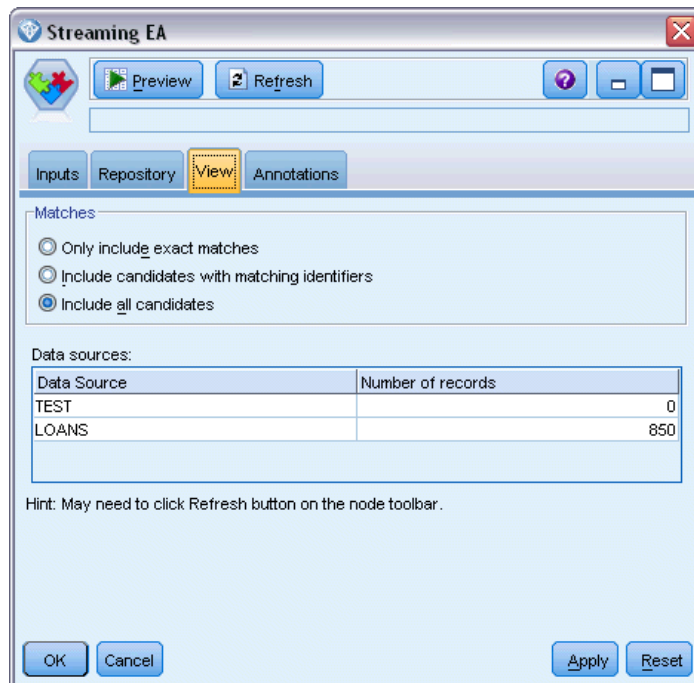 Streaming EA
Preview Refresh
Inputs Repository View Annotations
Matches
Only include exact matches
Include candidates with matching identifiers
Include all candidates
Data sources:
Data Source Number of records
TEST 0
LOANS 850
Hint: May need to click Refresh button on the node toolbar.
OK Cancel Apply Reset